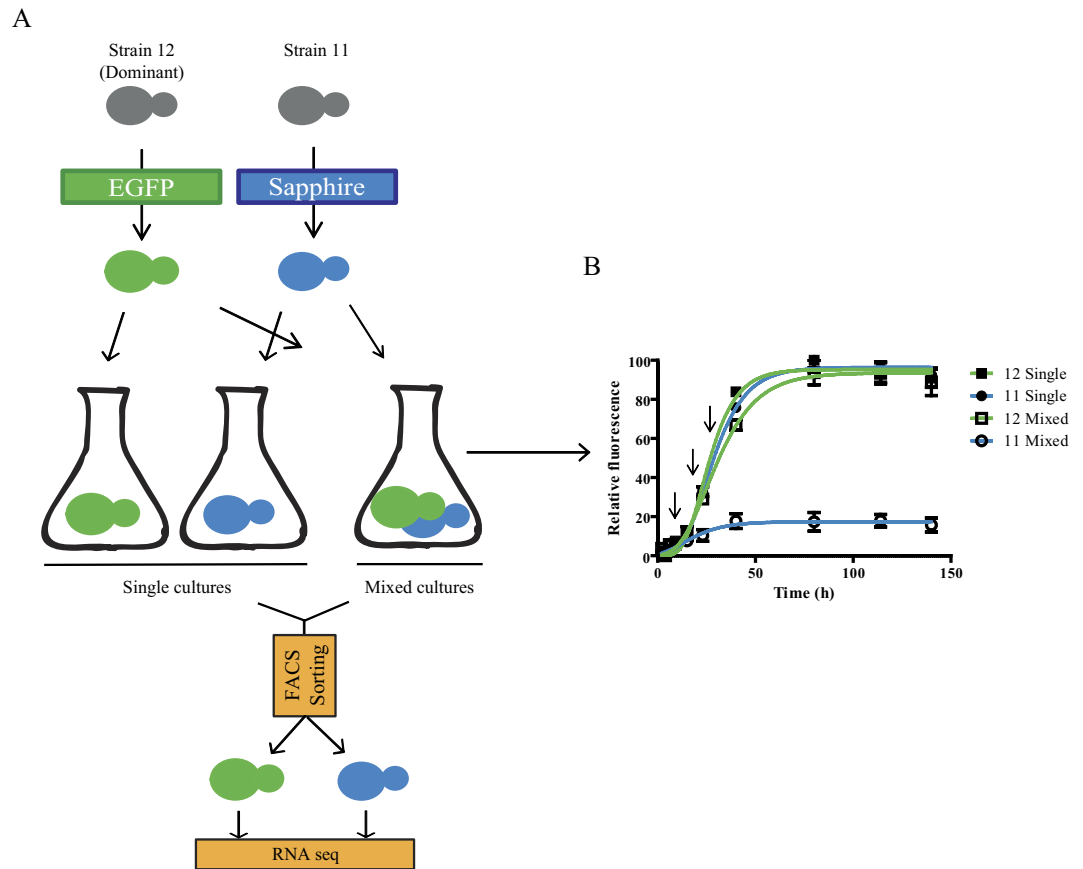 A
Strain 12
(Dominant)
Strain 11
EGFP
Sapphire
Single cultures
Mixed cultures
FACS
Sorting
RNA seq
B
Relative fluorescence
100
80
60
40
20
0
0
50
100
150
Time (h)
12 Single
11 Single
12 Mixed
11 Mixed